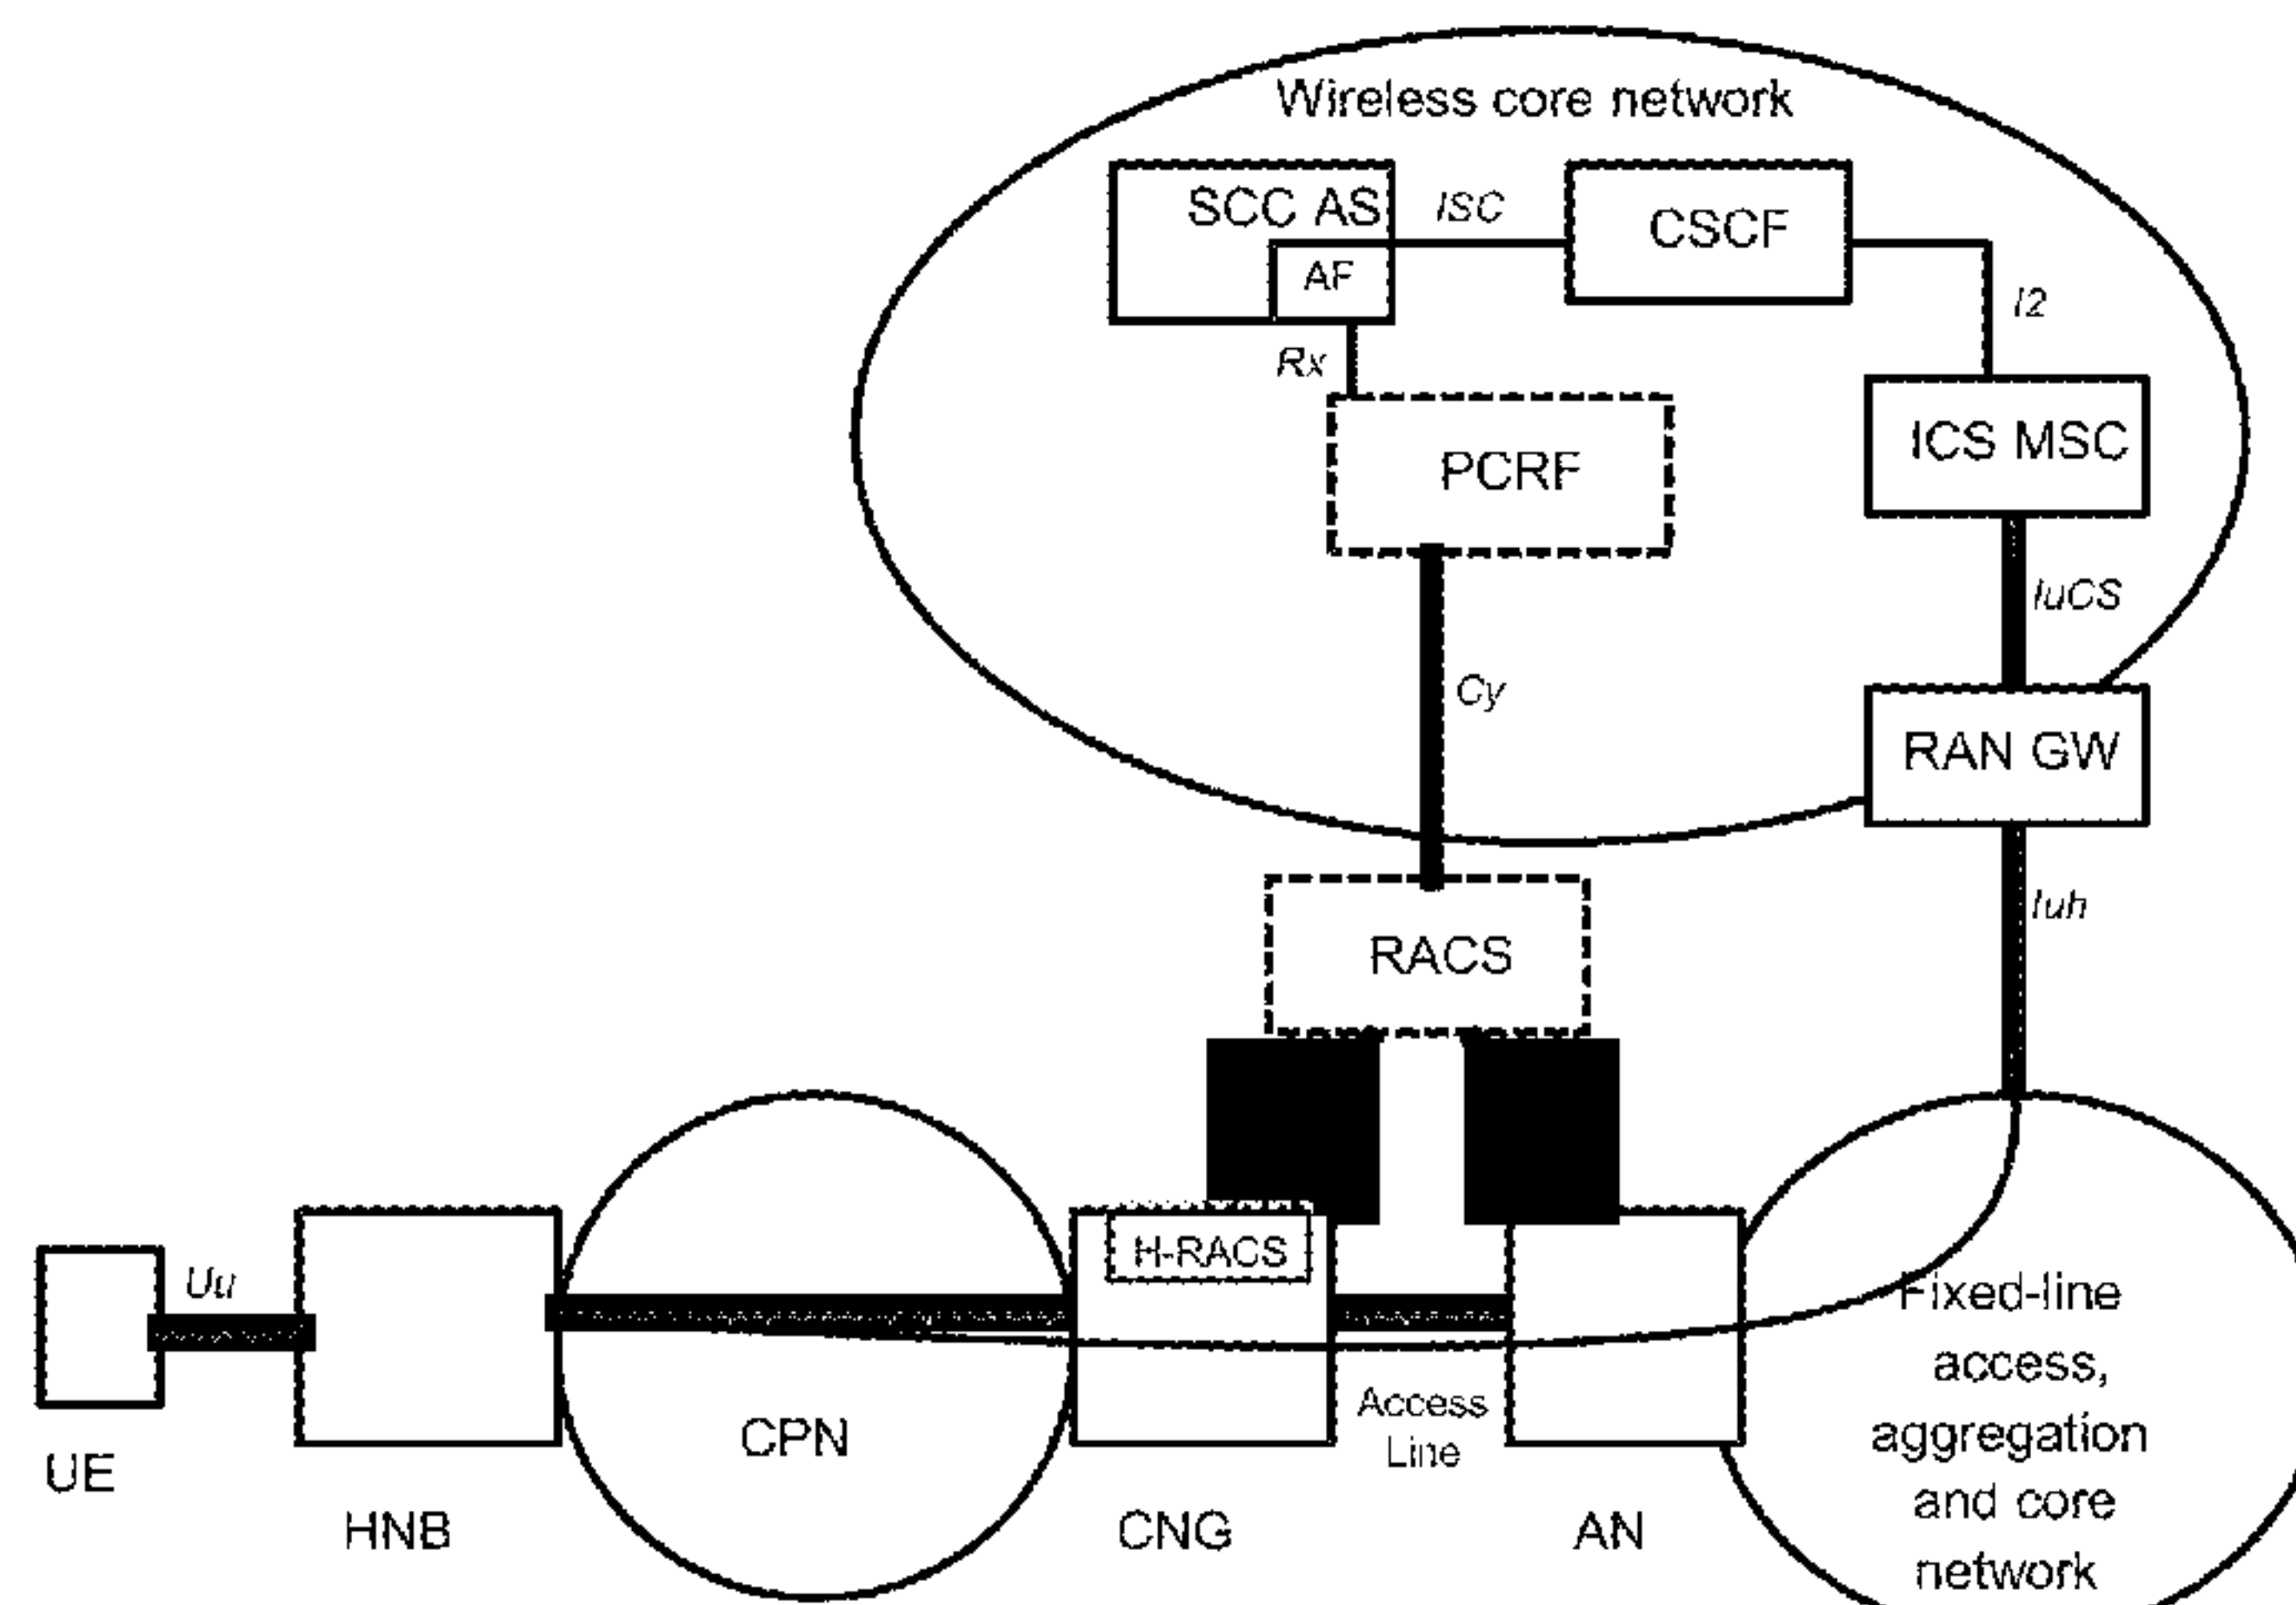 Wireless core network
SCC AS
ISC
CSCF
AF
I2
Rx
PCRF
ICS MSC
IuCS
Cy
RAN GW
Iuh
RACS
H-RACS
Uu
Fixed-line
access,
aggregation
and core
network
Access
Line
CPN
UE
HNB
CNG
AN